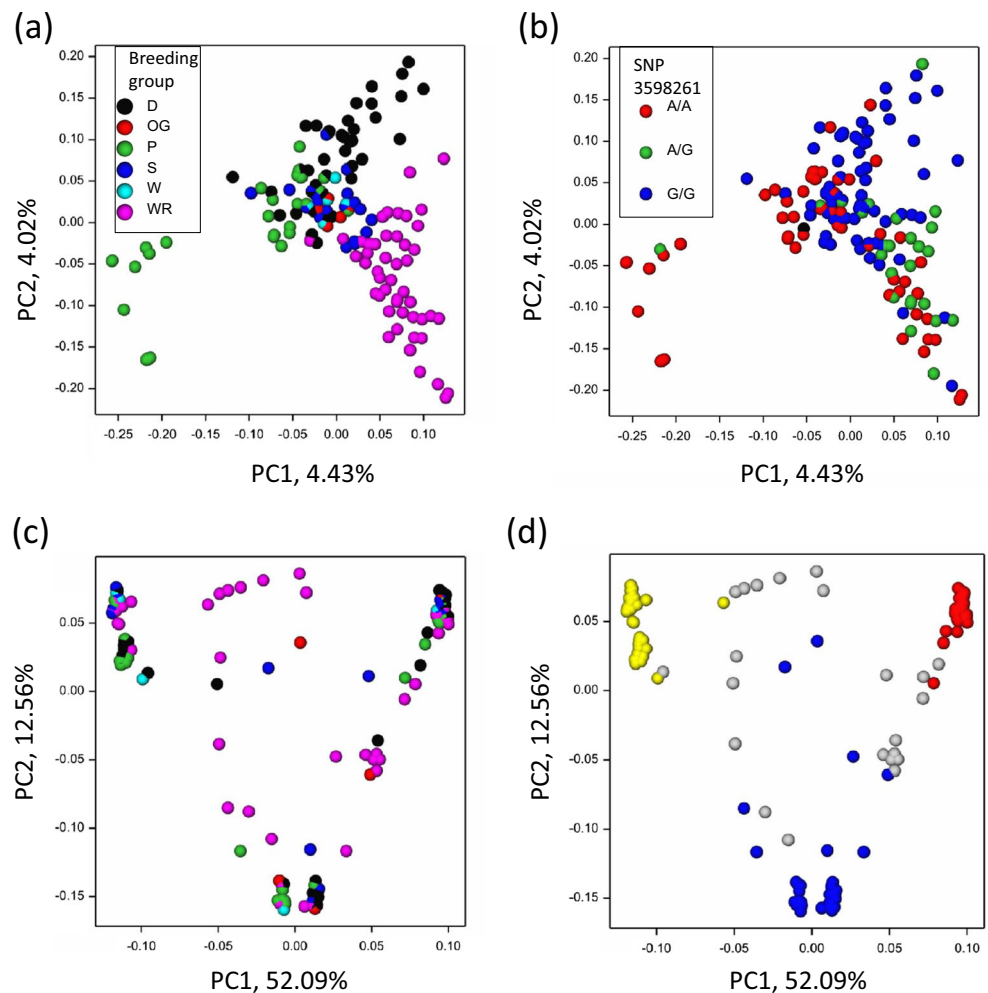 (a)
Breeding
group
D
OG
P
S
W
WR
0.20
0.15
0.10
0.05
0.00
-0.05
-0.10
-0.15
-0.20
PC2, 4.02%
-0.25 -0.20 -0.15 -0.10 -0.05 0.00 0.05 0.10
PC1, 4.43%
(b)
SNP
3598261
A/A
A/G
G/G
0.20
0.15
0.10
0.05
0.00
-0.05
-0.10
-0.15
-0.20
PC2, 4.02%
-0.25 -0.20 -0.15 -0.10 -0.05 0.00 0.05 0.10
PC1, 4.43%
(c)
0.05
0.00
-0.05
-0.10
-0.15
PC2, 12.56%
-0.10 -0.05 0.00 0.05 0.10
PC1, 52.09%
(d)
0.05
0.00
-0.05
-0.10
-0.15
PC2, 12.56%
-0.10 -0.05 0.00 0.05 0.10
PC1, 52.09%